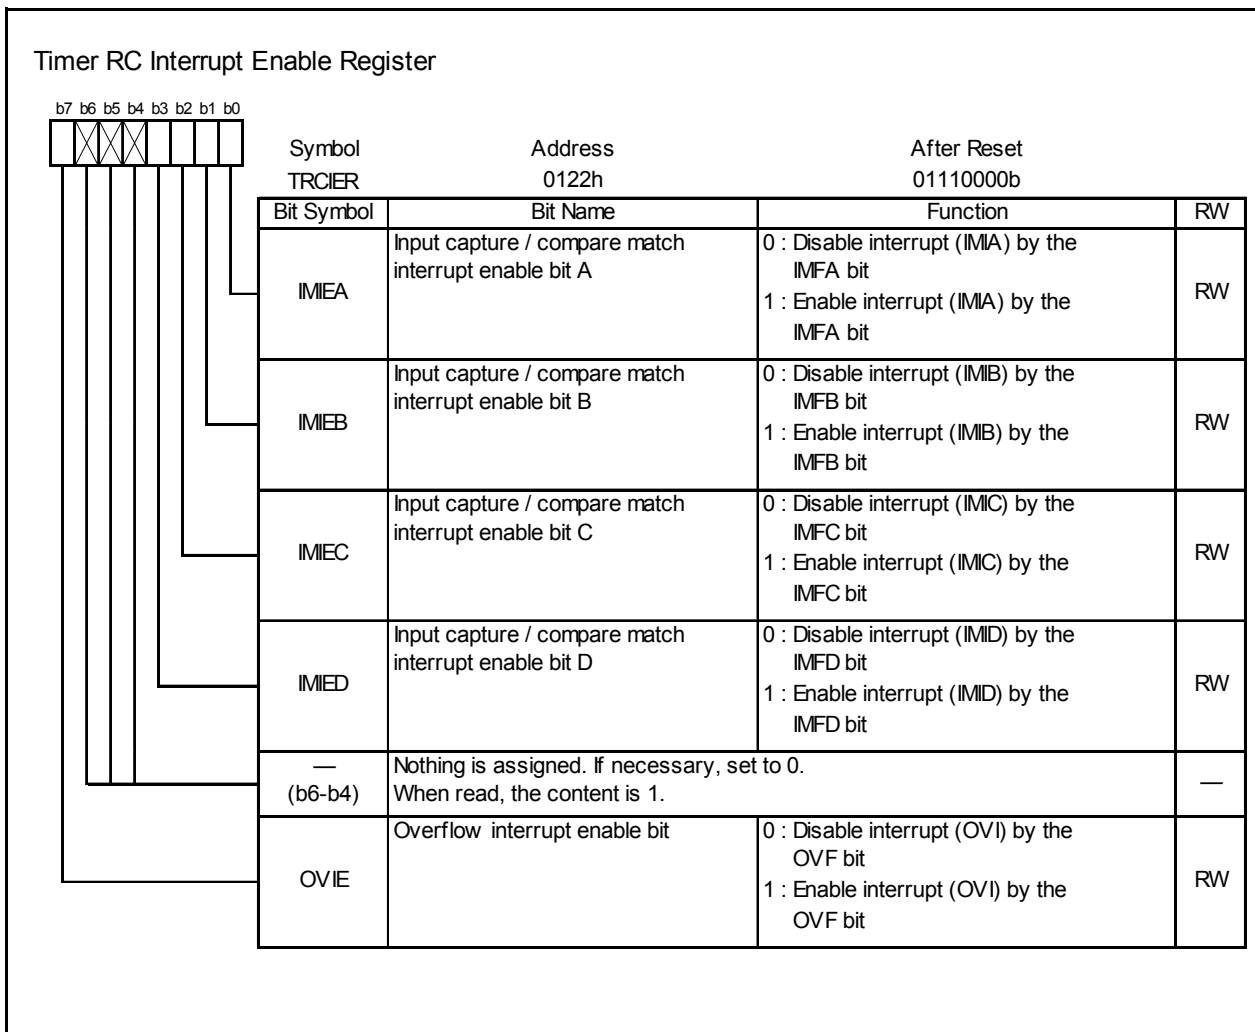 Timer RC Interrupt Enable Register
b7 b6 b5 b4 b3 b2 b1 b0
Symbol Address After Reset
TRCIER 0122h 01110000b
Bit Symbol Bit Name Function RW
IMIEA
Input capture / compare match
interrupt enable bit A
0 : Disable interrupt (IMIA) by the
IMFA bit
1 : Enable interrupt (IMIA) by the
IMFA bit
RW
IMIEB
Input capture / compare match
interrupt enable bit B
0 : Disable interrupt (IMIB) by the
IMFB bit
1 : Enable interrupt (IMIB) by the
IMFB bit
RW
IMIEC
Input capture / compare match
interrupt enable bit C
0 : Disable interrupt (IMIC) by the
IMFC bit
1 : Enable interrupt (IMIC) by the
IMFC bit
RW
IMIED
Input capture / compare match
interrupt enable bit D
0 : Disable interrupt (IMID) by the
IMFD bit
1 : Enable interrupt (IMID) by the
IMFD bit
RW
—
(b6-b4)
Nothing is assigned. If necessary, set to 0.
When read, the content is 1.
—
OVIE
Overflow interrupt enable bit
0 : Disable interrupt (OVI) by the
OVF bit
1 : Enable interrupt (OVI) by the
OVF bit
RW